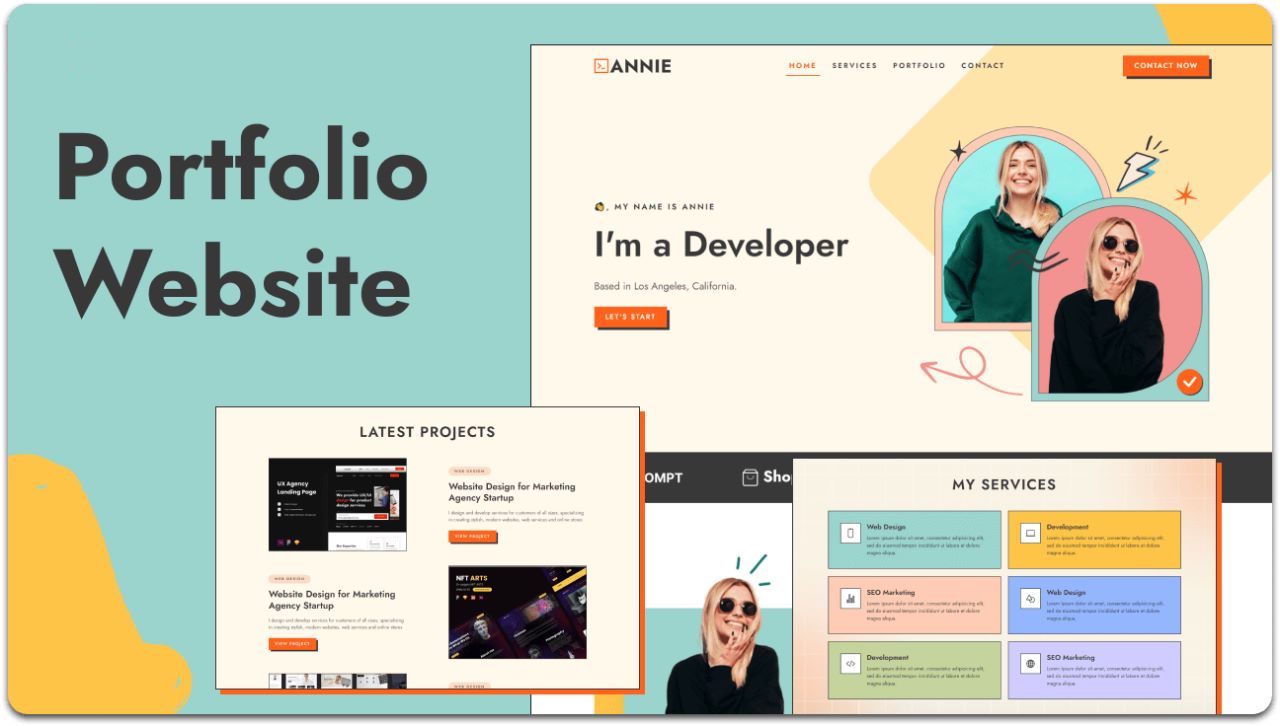 Portfolio
Website
ANNIE
HOME SERVICES PORTFOLIO CONTACT
CONTACT NOW
, MY NAME IS ANNIE
I'm a Developer
Based in Los Angeles, California.
LET'S START
OMPT
Sho
LATEST PROJECTS
UX Agency
Landing Page
WEB DESIGN
Website Design for Marketing
Agency Startup
I design and develop services for customers of all sizes, specializing
in creating stylish, modern websites, web services and online stores
VIEW PROJECT
WEB DESIGN
Website Design for Marketing
Agency Startup
I design and develop services for customers of all sizes, specializing
in creating stylish, modern websites, web services and online stores
VIEW PROJECT
NFT ARTS
WEB DESIGN
MY SERVICES
Web Design
Lorem ipsum dolor sit amet, consectetur adipiscing elit,
sed do eiusmod tempor incididunt ut labore et dolore
magna aliqua.
Development
Lorem ipsum dolor sit amet, consectetur adipiscing elit,
sed do eiusmod tempor incididunt ut labore et dolore
magna aliqua.
SEO Marketing
Lorem ipsum dolor sit amet, consectetur adipiscing elit,
sed do eiusmod tempor incididunt ut labore et dolore
magna aliqua.
Web Design
Lorem ipsum dolor sit amet, consectetur adipiscing elit,
sed do eiusmod tempor incididunt ut labore et dolore
magna aliqua.
Development
Lorem ipsum dolor sit amet, consectetur adipiscing elit,
sed do eiusmod tempor incididunt ut labore et dolore
magna aliqua.
SEO Marketing
Lorem ipsum dolor sit amet, consectetur adipiscing elit,
sed do eiusmod tempor incididunt ut labore et dolore
magna aliqua.